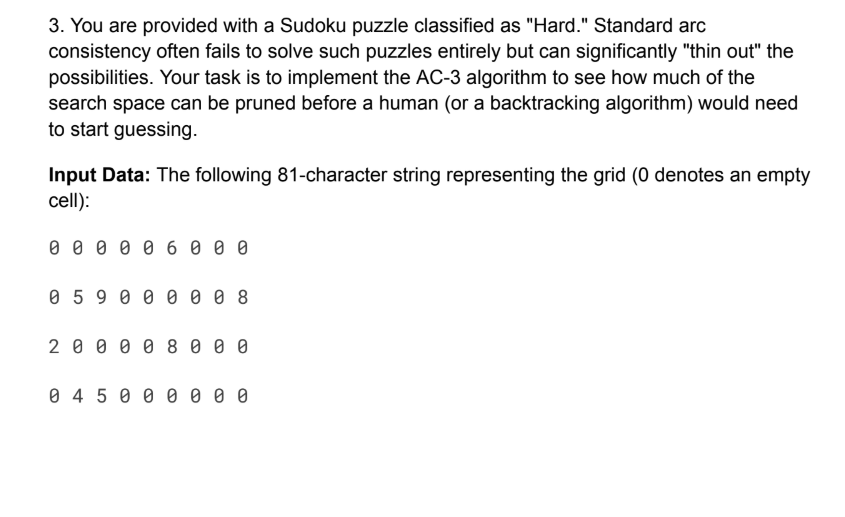 3. You are provided with a Sudoku puzzle classified as "Hard." Standard arc
consistency often fails to solve such puzzles entirely but can significantly "thin out" the
possibilities. Your task is to implement the AC-3 algorithm to see how much of the
search space can be pruned before a human (or a backtracking algorithm) would need
to start guessing.
Input Data: The following 81-character string representing the grid (0 denotes an empty
cell):
0 0 0 0 0 6 0 0 0
0 5 9 0 0 0 0 0 8
2 0 0 0 0 8 0 0 0
0 4 5 0 0 0 0 0 0